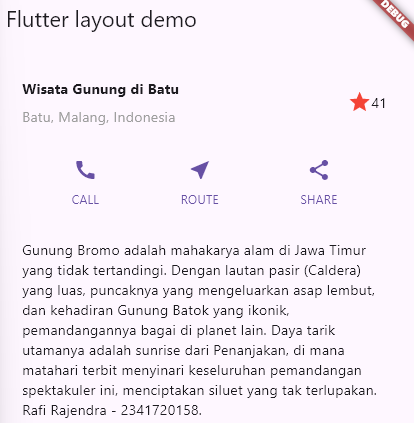 Flutter layout demo
DEBUG
Wisata Gunung di Batu
Batu, Malang, Indonesia
41
CALL
ROUTE
SHARE
Gunung Bromo adalah mahakarya alam di Jawa Timur
yang tidak tertandingi. Dengan lautan pasir (Caldera)
yang luas, puncaknya yang mengeluarkan asap lembut,
dan kehadiran Gunung Batok yang ikonik,
pemandangannya bagai di planet lain. Daya tarik
utamanya adalah sunrise dari Penanjakan, di mana
matahari terbit menyinari keseluruhan pemandangan
spektakuler ini, menciptakan siluet yang tak terlupakan.
Rafi Rajendra - 2341720158.